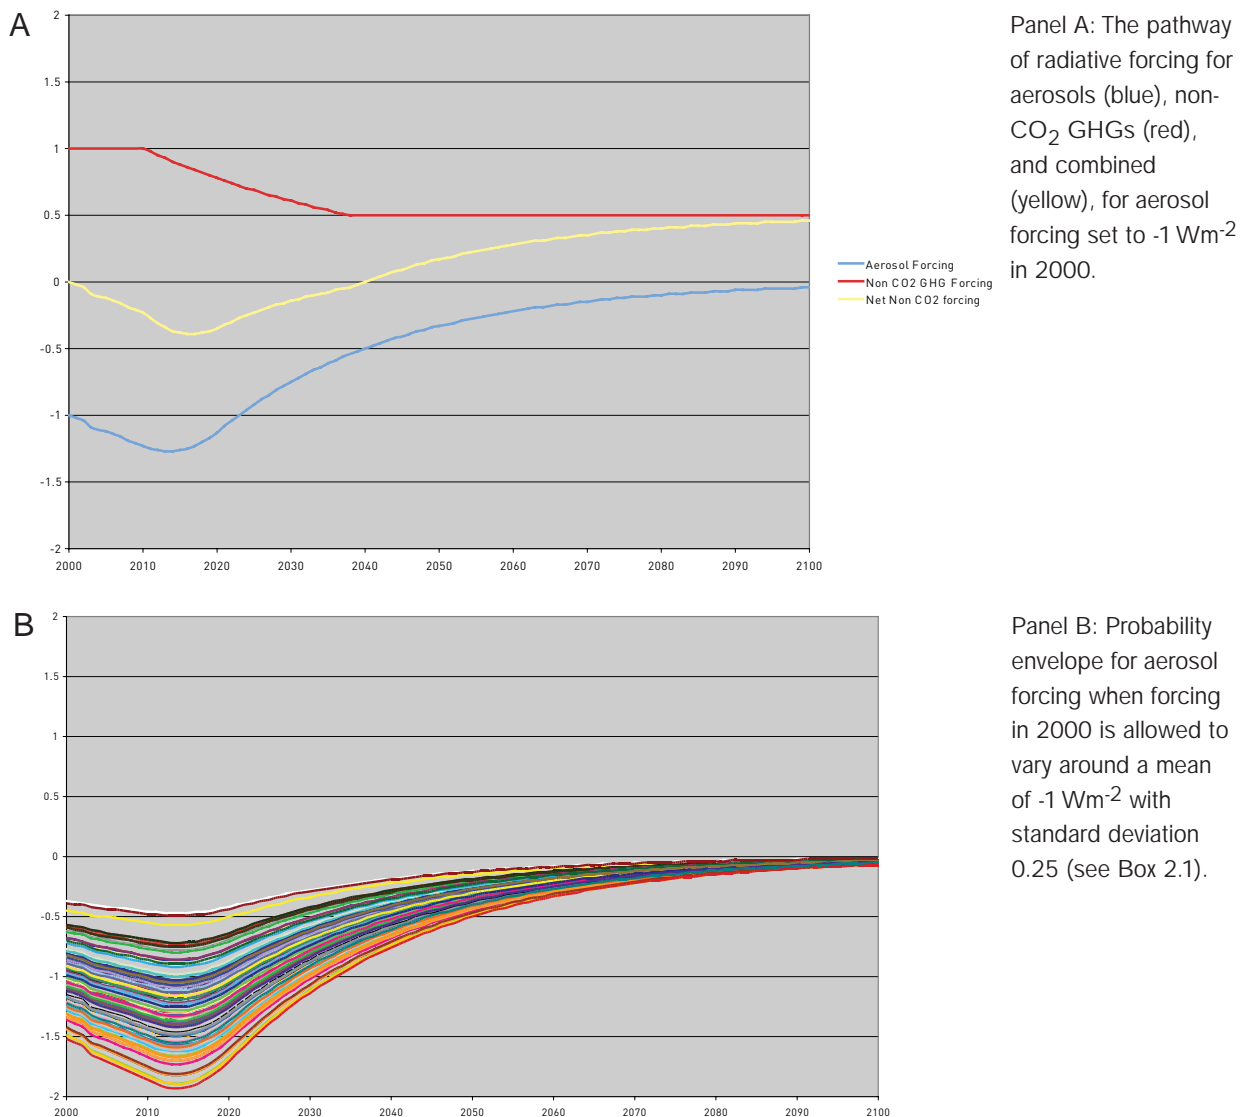 A
2
1.5
1
0.5
0
-0.5
-1
-1.5
-2
2000 2010 2020 2030 2040 2050 2060 2070 2080 2090 2100
Aerosol Forcing
Non CO2 GHG Forcing
Net Non CO2 forcing
Panel A: The pathway
of radiative forcing for
aerosols (blue), non-
CO2 GHGs (red),
and combined
(yellow), for aerosol
forcing set to -1 Wm-2
in 2000.
B
2
1.5
1
0.5
0
-0.5
-1
-1.5
-2
2000 2010 2020 2030 2040 2050 2060 2070 2080 2090 2100
Panel B: Probability
envelope for aerosol
forcing when forcing
in 2000 is allowed to
vary around a mean
of -1 Wm-2 with
standard deviation
0.25 (see Box 2.1).